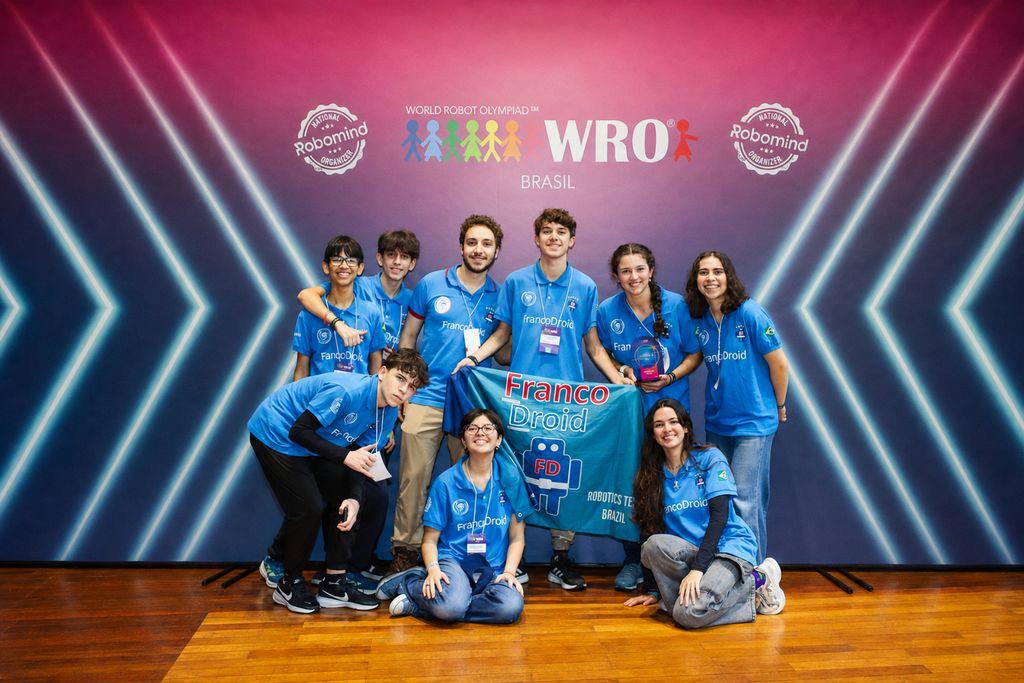 WORLD ROBOT OLYMPIAD™
WRO®
BRASIL
NATIONAL
Robomind
ORGANIZER
NATIONAL
Robomind
ORGANIZER
FrancoDroid
FrancoDroid
FrancoDroid
FrancoDroid
FrancoDroid
Franco
Droid
FD
ROBOTICS TE
BRAZIL